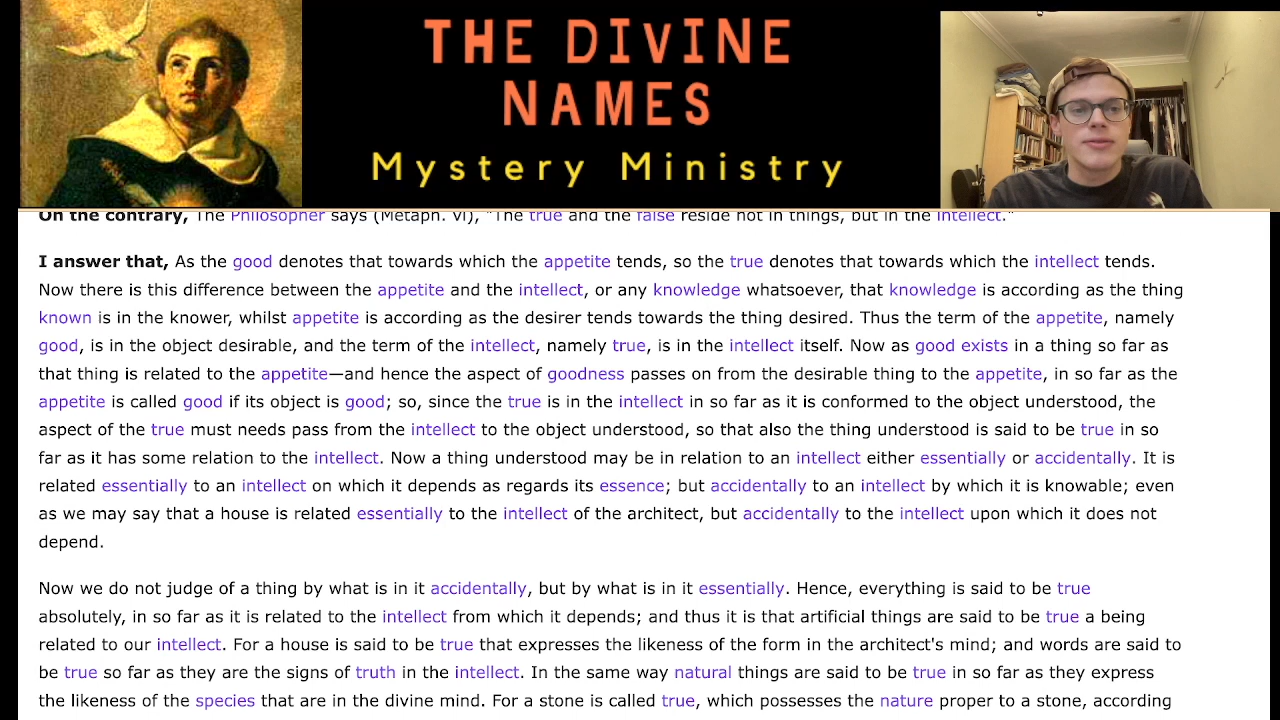 THE DIVINE
NAMES
Mystery Ministry
On the contrary, The Philosopher says (Metaph. vi), "The true and the false reside not in things, but in the intellect."
I answer that, As the good denotes that towards which the appetite tends, so the true denotes that towards which the intellect tends.
Now there is this difference between the appetite and the intellect, or any knowledge whatsoever, that knowledge is according as the thing
known is in the knower, whilst appetite is according as the desirer tends towards the thing desired. Thus the term of the appetite, namely
good, is in the object desirable, and the term of the intellect, namely true, is in the intellect itself. Now as good exists in a thing so far as
that thing is related to the appetite—and hence the aspect of goodness passes on from the desirable thing to the appetite, in so far as the
appetite is called good if its object is good; so, since the true is in the intellect in so far as it is conformed to the object understood, the
aspect of the true must needs pass from the intellect to the object understood, so that also the thing understood is said to be true in so
far as it has some relation to the intellect. Now a thing understood may be in relation to an intellect either essentially or accidentally. It is
related essentially to an intellect on which it depends as regards its essence; but accidentally to an intellect by which it is knowable; even
as we may say that a house is related essentially to the intellect of the architect, but accidentally to the intellect upon which it does not
depend.
Now we do not judge of a thing by what is in it accidentally, but by what is in it essentially. Hence, everything is said to be true
absolutely, in so far as it is related to the intellect from which it depends; and thus it is that artificial things are said to be true a being
related to our intellect. For a house is said to be true that expresses the likeness of the form in the architect's mind; and words are said to
be true so far as they are the signs of truth in the intellect. In the same way natural things are said to be true in so far as they express
the likeness of the species that are in the divine mind. For a stone is called true, which possesses the nature proper to a stone, according